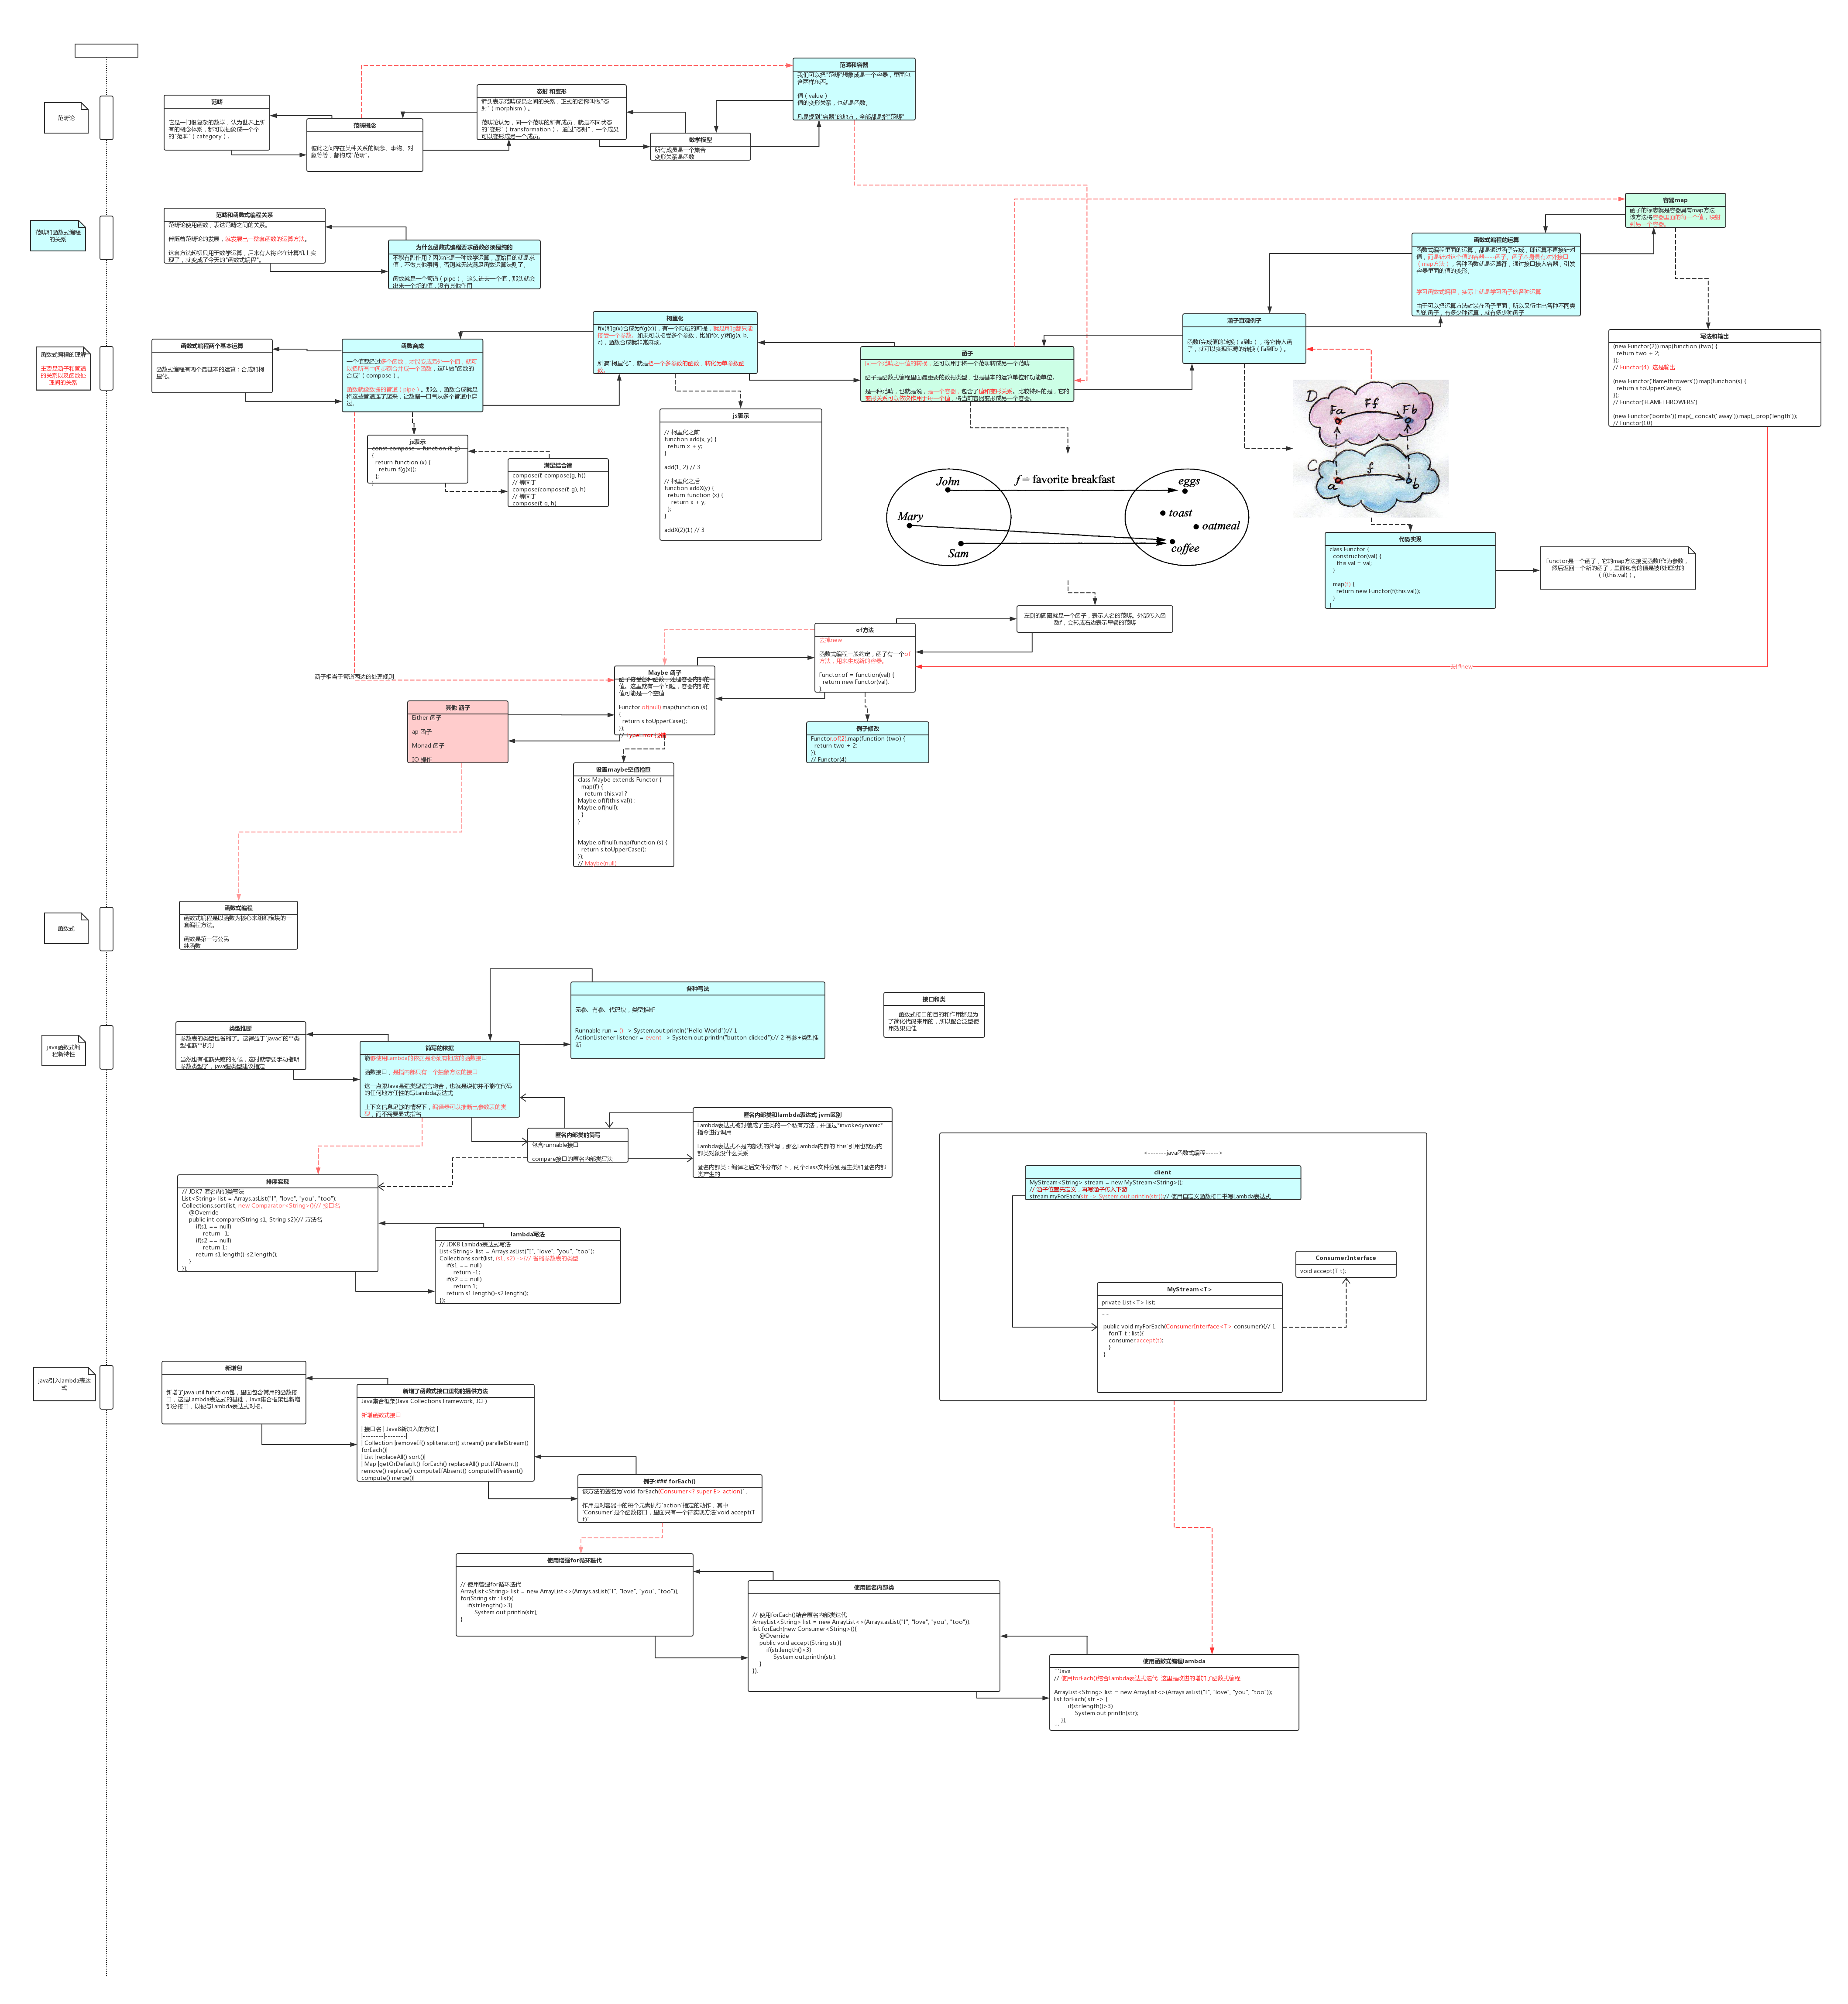 范畴论
范畴
它是一门很复杂的数学，认为世界上所
有的概念体系，都可以抽象成一个个
的"范畴"（category）。
范畴概念
彼此之间存在某种关系的概念、事物、对
象等等，都构成"范畴"。
态射 和变形
箭头表示范畴成员之间的关系，正式的名称叫做"态
射"（morphism）。
范畴论认为，同一个范畴的所有成员，就是不同状态
的"变形"（transformation）。通过"态射"，一个成员
可以变形成另一个成员。
数学模型
所有成员是一个集合
变形关系是函数
范畴和容器
我们可以把"范畴"想象成是一个容器，里面包
含两样东西。
值（value）
值的变形关系，也就是函数。
凡是提到"容器"的地方，全部都是指"范畴"
范畴和函数式编程
的关系
范畴和函数式编程关系
范畴论使用函数，表达范畴之间的关系。
伴随着范畴论的发展，就发展出一整套函数的运算方法。
这套方法起初只用于数学运算，后来有人将它在计算机上实
现了，就变成了今天的"函数式编程"。
为什么函数式编程要求函数必须是纯的
不能有副作用？因为它是一种数学运算，原始目的就是求
值，不做其他事情，否则就无法满足函数运算法则了。
函数就是一个管道（pipe）。这头进去一个值，那头就会
出来一个新的值，没有其他作用
容器map
函子的标志就是容器具有map方法
该方法将容器里面的每一个值，映射
到另一个容器。
函数式编程的运算
函数式编程里面的运算，都是通过函子完成，即运算不直接针对
值，而是针对这个值的容器----函子。函子本身具有对外接口
（map方法），各种函数就是运算符，通过接口接入容器，引发
容器里面的值的变形。
学习函数式编程，实际上就是学习函子的各种运算
由于可以把运算方法封装在函子里面，所以又衍生出各种不同类
型的函子，有多少种运算，就有多少种函子
函数式编程的理解
主要是函子和管道
的关系以及函数处
理间的关系
函数式编程两个基本运算
函数式编程有两个最基本的运算：合成和柯
里化。
函数合成
一个值要经过多个函数，才能变成另外一个值，就可
以把所有中间步骤合并成一个函数，这叫做"函数的
合成"（compose）。
函数就像数据的管道（pipe）。那么，函数合成就是
将这些管道连了起来，让数据一口气从多个管道中穿
过。
柯里化
f(x)和g(x)合成为f(g(x))，有一个隐藏的前提，就是f和g都只能
接受一个参数。如果可以接受多个参数，比如f(x, y)和g(a, b,
c)，函数合成就非常麻烦。
所谓"柯里化"，就是把一个多参数的函数，转化为单参数函
数。
函子
同一个范畴之中值的转换，还可以用于将一个范畴转成另一个范畴
函子是函数式编程里面最重要的数据类型，也是基本的运算单位和功能单位。
是一种范畴，也就是说，是一个容器，包含了值和变形关系。比较特殊的是，它的
变形关系可以依次作用于每一个值，将当前容器变形成另一个容器。
涵子直观例子
函数f完成值的转换（a到b），将它传入函
子，就可以实现范畴的转换（Fa到Fb）。
写法和输出
(new Functor(2)).map(function (two) {
return two + 2;
});
// Functor(4)  这是输出
(new Functor('flamethrowers')).map(function(s) {
return s.toUpperCase();
});
// Functor('FLAMETHROWERS')
(new Functor('bombs')).map(_.concat(' away')).map(_.prop('length'));
// Functor(10)
js表示
const compose = function (f, g)
{
return function (x) {
return f(g(x));
};
}
满足结合律
compose(f, compose(g, h))
// 等同于
compose(compose(f, g), h)
// 等同于
compose(f, g, h)
js表示
// 柯里化之前
function add(x, y) {
return x + y;
}
add(1, 2) // 3
// 柯里化之后
function addX(y) {
return function (x) {
return x + y;
};
}
addX(2)(1) // 3
John
f = favorite breakfast
eggs
Mary
toast
oatmeal
Sam
coffee
D
Fa
Ff
Fb
C
a
f
b
代码实现
class Functor {
constructor(val) {
this.val = val;
}
map(f) {
return new Functor(f(this.val));
}
}
Functor是一个函子，它的map方法接受函数f作为参数，
然后返回一个新的函子，里面包含的值是被f处理过的
（f(this.val)）。
左侧的圆圈就是一个函子，表示人名的范畴。外部传入函
数f，会转成右边表示早餐的范畴
of方法
去掉new
函数式编程一般约定，函子有一个of
方法，用来生成新的容器。
Functor.of = function(val) {
return new Functor(val);
};
去掉new
涵子相当于管道两边的处理规则
Maybe 函子
函子接受各种函数，处理容器内部的
值。这里就有一个问题，容器内部的
值可能是一个空值
Functor.of(null).map(function (s)
{
return s.toUpperCase();
});
// TypeError 报错
其他 涵子
Either 函子
ap 函子
Monad 函子
IO 操作
例子修改
Functor.of(2).map(function (two) {
return two + 2;
});
// Functor(4)
设置maybe空值检查
class Maybe extends Functor {
map(f) {
return this.val ?
Maybe.of(f(this.val)) :
Maybe.of(null);
}
}
Maybe.of(null).map(function (s) {
return s.toUpperCase();
});
// Maybe(null)
函数式
函数式编程
函数式编程是以函数为核心来组织模块的一
套编程方法。
函数是第一等公民
纯函数
java函数式编
程新特性
类型推断
参数表的类型也省略了。这得益于`javac`的**类
型推断**机制
当然也有推断失败的时候，这时就需要手动指明
参数类型了，java强类型建议指定
简写的依据
能够使用Lambda的依据是必须有相应的函数接口
函数接口，是指内部只有一个抽象方法的接口
这一点跟Java是强类型语言吻合，也就是说你并不能在代码
的任何地方任性的写Lambda表达式
上下文信息足够的情况下，编译器可以推断出参数表的类
型，而不需要显式指名
各种写法
无参、有参、代码块，类型推断
Runnable run = () -> System.out.println("Hello World");// 1
ActionListener listener = event -> System.out.println("button clicked");// 2 有参+类型推
断
接口和类
函数式接口的目的和作用都是为
了简化代码来用的，所以配合泛型使
用效果更佳
匿名内部类的简写
包含runnable接口
compare接口的匿名内部类写法
匿名内部类和lambda表达式 jvm区别
Lambda表达式被封装成了主类的一个私有方法，并通过*invokedynamic*
指令进行调用
Lambda表达式不是内部类的简写，那么Lambda内部的`this`引用也就跟内
部类对象没什么关系
匿名内部类：编译之后文件分布如下，两个class文件分别是主类和匿名内部
类产生的
排序实现
// JDK7 匿名内部类写法
List<String> list = Arrays.asList("I", "love", "you", "too");
Collections.sort(list, new Comparator<String>(){// 接口名
@Override
public int compare(String s1, String s2){// 方法名
if(s1 == null)
return -1;
if(s2 == null)
return 1;
return s1.length()-s2.length();
}
});
lambda写法
// JDK8 Lambda表达式写法
List<String> list = Arrays.asList("I", "love", "you", "too");
Collections.sort(list, (s1, s2) ->{// 省略参数表的类型
if(s1 == null)
return -1;
if(s2 == null)
return 1;
return s1.length()-s2.length();
});
<-------java函数式编程----->
client
MyStream<String> stream = new MyStream<String>();
// 涵子位置先定义，再写涵子传入下游
stream.myForEach(str -> System.out.println(str));// 使用自定义函数接口书写Lambda表达式
ConsumerInterface
void accept(T t);
MyStream<T>
private List<T> list;
public void myForEach(ConsumerInterface<T> consumer){// 1
for(T t : list){
consumer.accept(t);
}
}
java引入lambda表达
式
新增包
新增了java.util.function包，里面包含常用的函数接
口，这是Lambda表达式的基础，Java集合框架也新增
部分接口，以便与Lambda表达式对接。
新增了函数式接口重构的提供方法
Java集合框架(Java Collections Framework, JCF)
新增函数式接口
| 接口名 | Java8新加入的方法 |
|--------|--------|
| Collection |removeIf() spliterator() stream() parallelStream()
forEach()|
| List |replaceAll() sort()|
| Map |getOrDefault() forEach() replaceAll() putIfAbsent()
remove() replace() computeIfAbsent() computeIfPresent()
compute() merge()|
例子:### forEach()
该方法的签名为`void forEach(Consumer<? super E> action)`，
作用是对容器中的每个元素执行`action`指定的动作，其中
`Consumer`是个函数接口，里面只有一个待实现方法`void accept(T
t)`
使用增强for循环迭代
// 使用增强for循环迭代
ArrayList<String> list = new ArrayList<>(Arrays.asList("I", "love", "you", "too"));
for(String str : list){
if(str.length()>3)
System.out.println(str);
}
使用匿名内部类
// 使用forEach()结合匿名内部类迭代
ArrayList<String> list = new ArrayList<>(Arrays.asList("I", "love", "you", "too"));
list.forEach(new Consumer<String>(){
@Override
public void accept(String str){
if(str.length()>3)
System.out.println(str);
}
});
使用函数式编程lambda
```Java
// 使用forEach()结合Lambda表达式迭代  这里是改进的增加了函数式编程
ArrayList<String> list = new ArrayList<>(Arrays.asList("I", "love", "you", "too"));
list.forEach( str -> {
if(str.length()>3)
System.out.println(str);
});
```